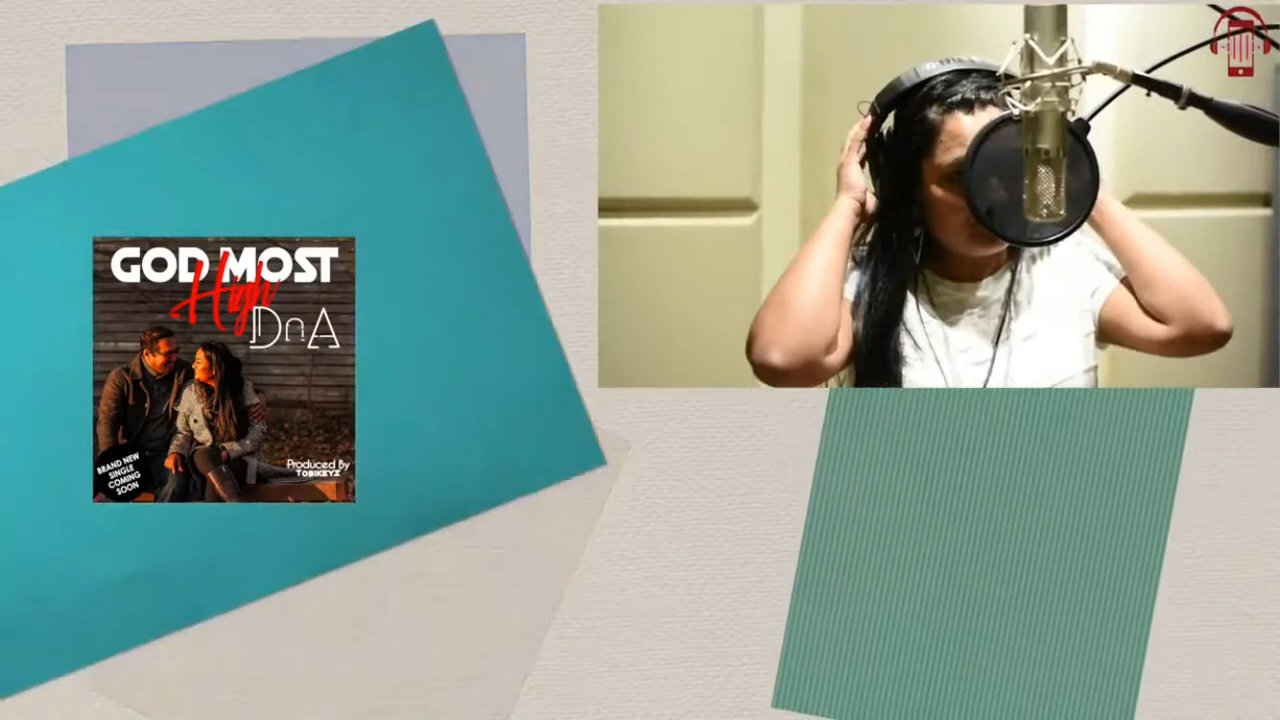 GOD MOST
High
DnA
BRAND NEW
SINGLE
COMING
SOON
Produced By
TOBIKEYZ